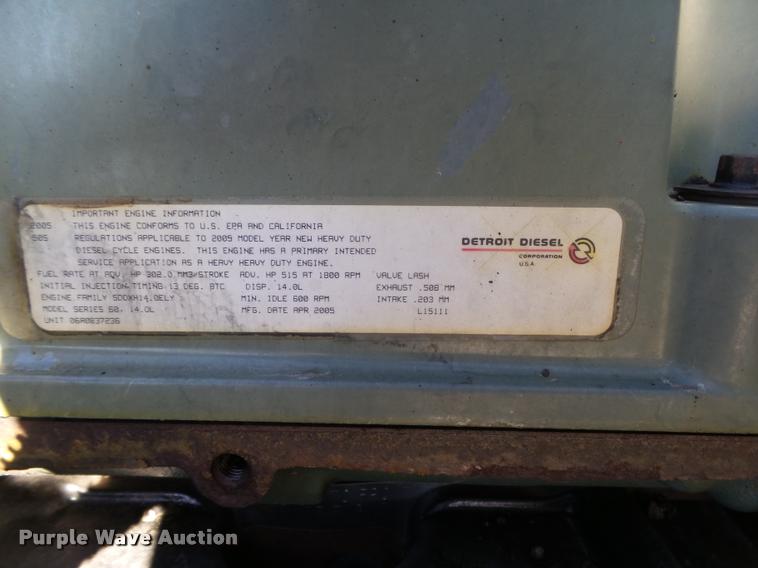 IMPORTANT ENGINE INFORMATION
2005 THIS ENGINE CONFORMS TO U.S. EPA AND CALIFORNIA
505 REGULATIONS APPLICABLE TO 2005 MODEL YEAR NEW HEAVY DUTY
DIESEL CYCLE ENGINES. THIS ENGINE HAS A PRIMARY INTENDED
SERVICE APPLICATION AS A HEAVY HEAVY DUTY ENGINE.
FUEL RATE AT ADV. HP 302.0 MM3/STROKE ADV. HP 515 AT 1800 RPM VALVE LASH
INITIAL INJECTION TIMING 13 DEG. BTC DISP. 14.0L EXHAUST .508 MM
ENGINE FAMILY 5DDXH14.0ELY MIN. IDLE 600 RPM INTAKE .203 MM
MODEL SERIES 60, 14.0L MFG. DATE APR 2005 L15111
UNIT 06R0837236
DETROIT DIESEL
CORPORATION
U.S.A.
Purple Wave Auction